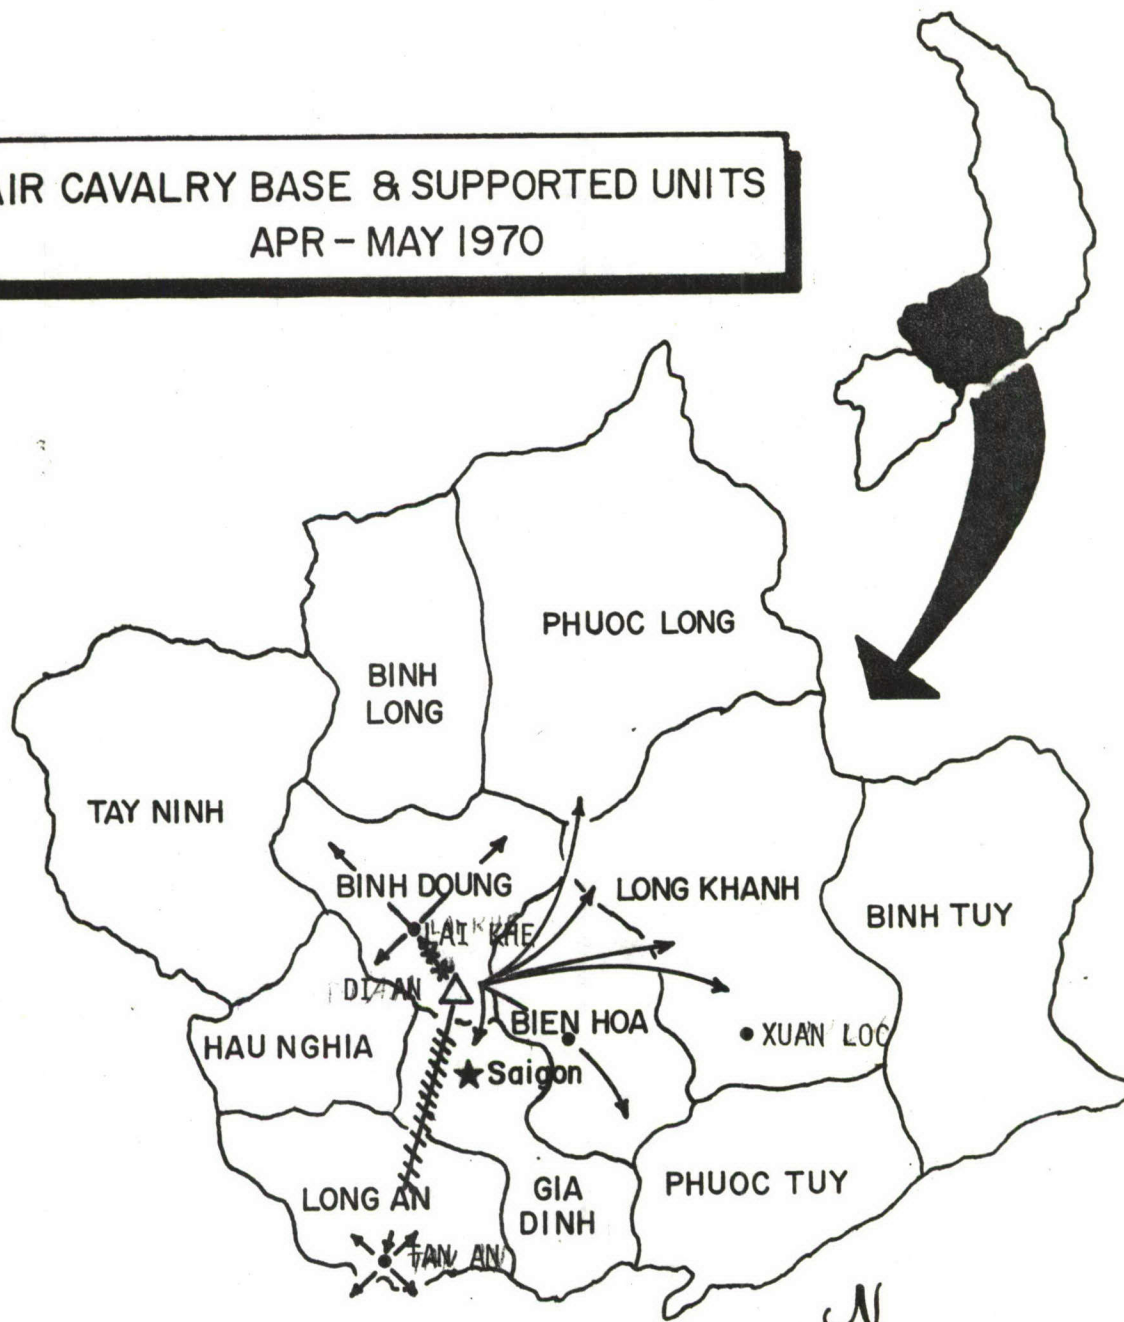 AIR CAVALRY BASE & SUPPORTED UNITS
APR – MAY 1970
PHUOC LONG
BINH
LONG
TAY NINH
BINH DOUNG
LONG KHANH
BINH TUY
LAI KHE
DI AN
BIEN HOA
XUAN LOC
HAU NGHIA
Saigon
LONG AN
GIA
DINH
PHUOC TUY
TAN AN
N